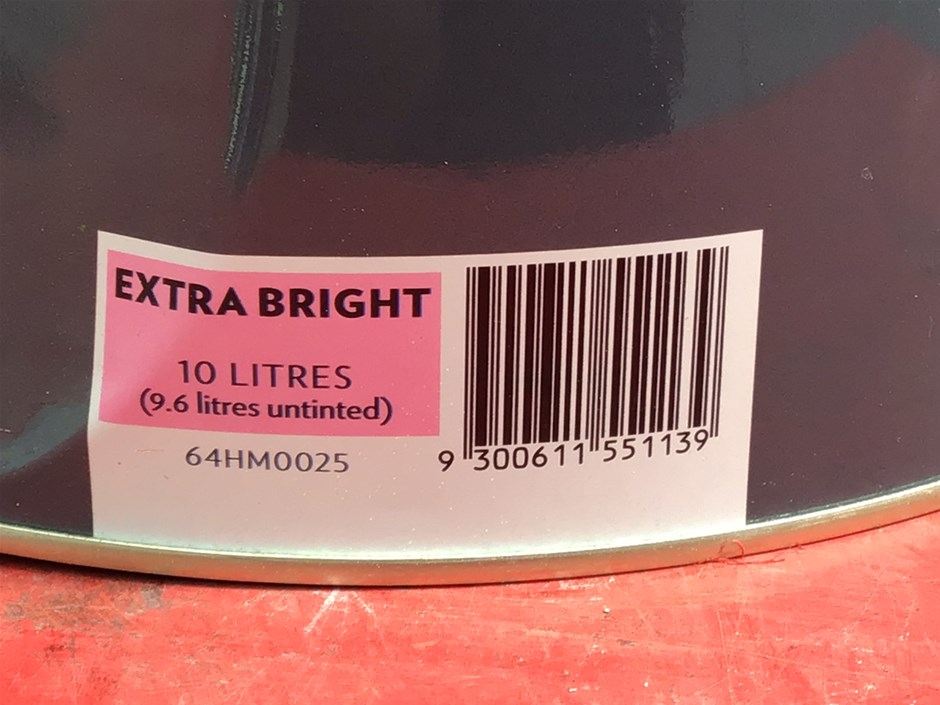 EXTRA BRIGHT
10 LITRES
(9.6 litres untinted)
64HM0025
9 300611 551139